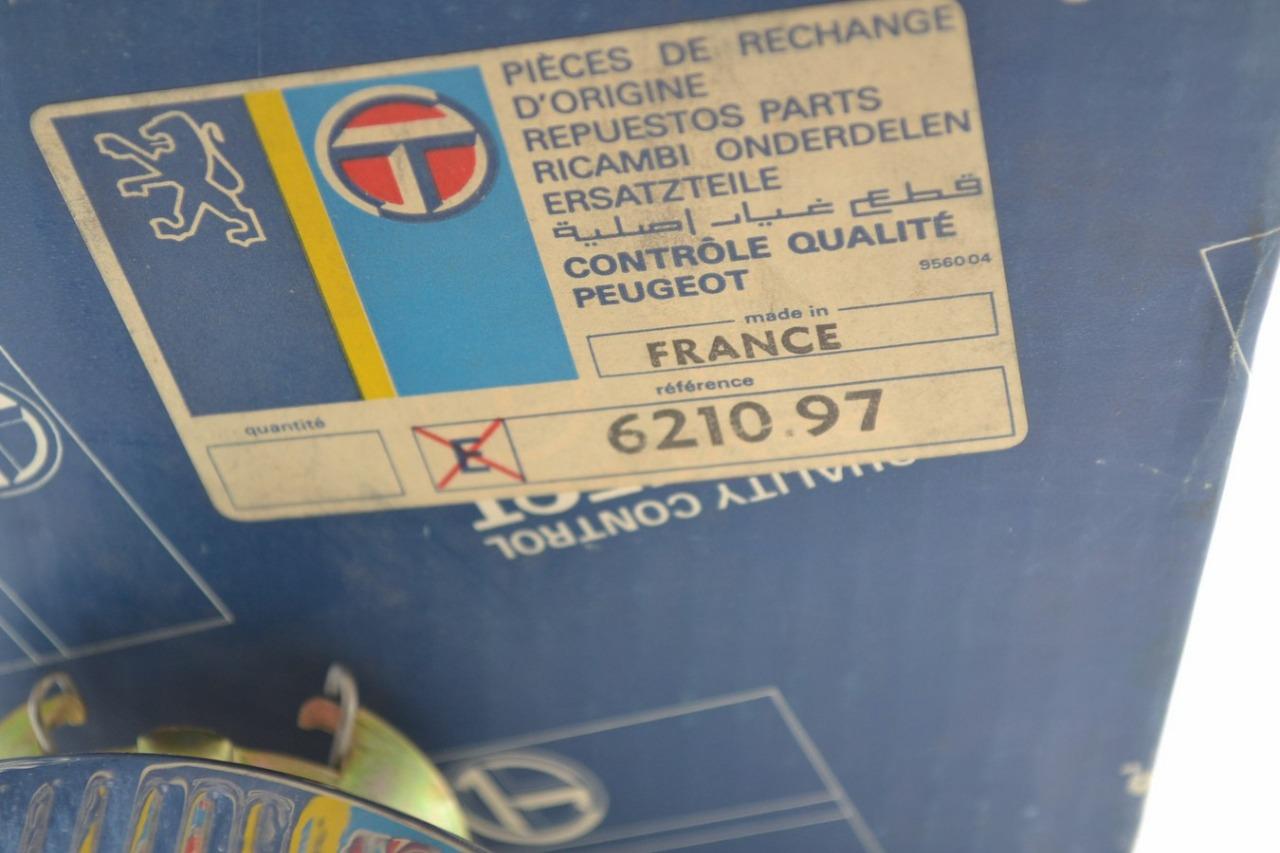 PIÈCES DE RECHANGE
D'ORIGINE
REPUESTOS PARTS
RICAMBI ONDERDELEN
ERSATZTEILE
قطع غيار اصلية
CONTRÔLE QUALITÉ
PEUGEOT
956004
made in
FRANCE
référence
6210.97
quantité
E
QUALITY CONTROL